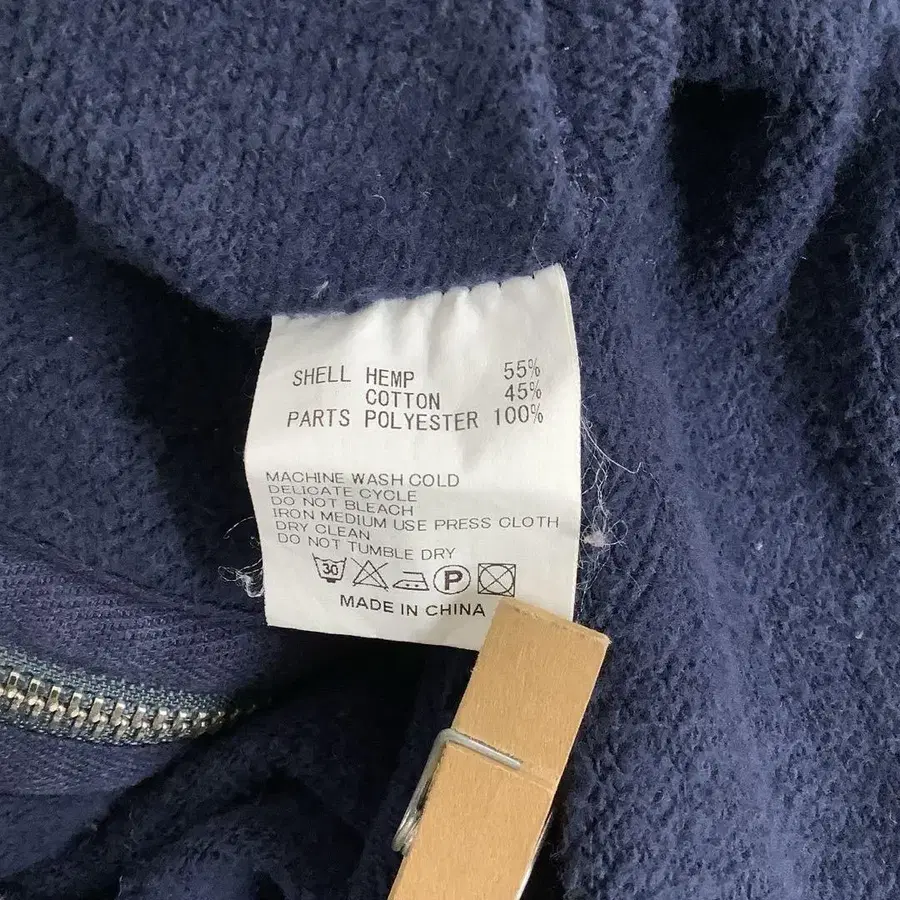 SHELL HEMP 55%
COTTON 45%
PARTS POLYESTER 100%
MACHINE WASH COLD
DELICATE CYCLE
DO NOT BLEACH
IRON MEDIUM USE PRESS CLOTH
DRY CLEAN
DO NOT TUMBLE DRY
30 P
MADE IN CHINA